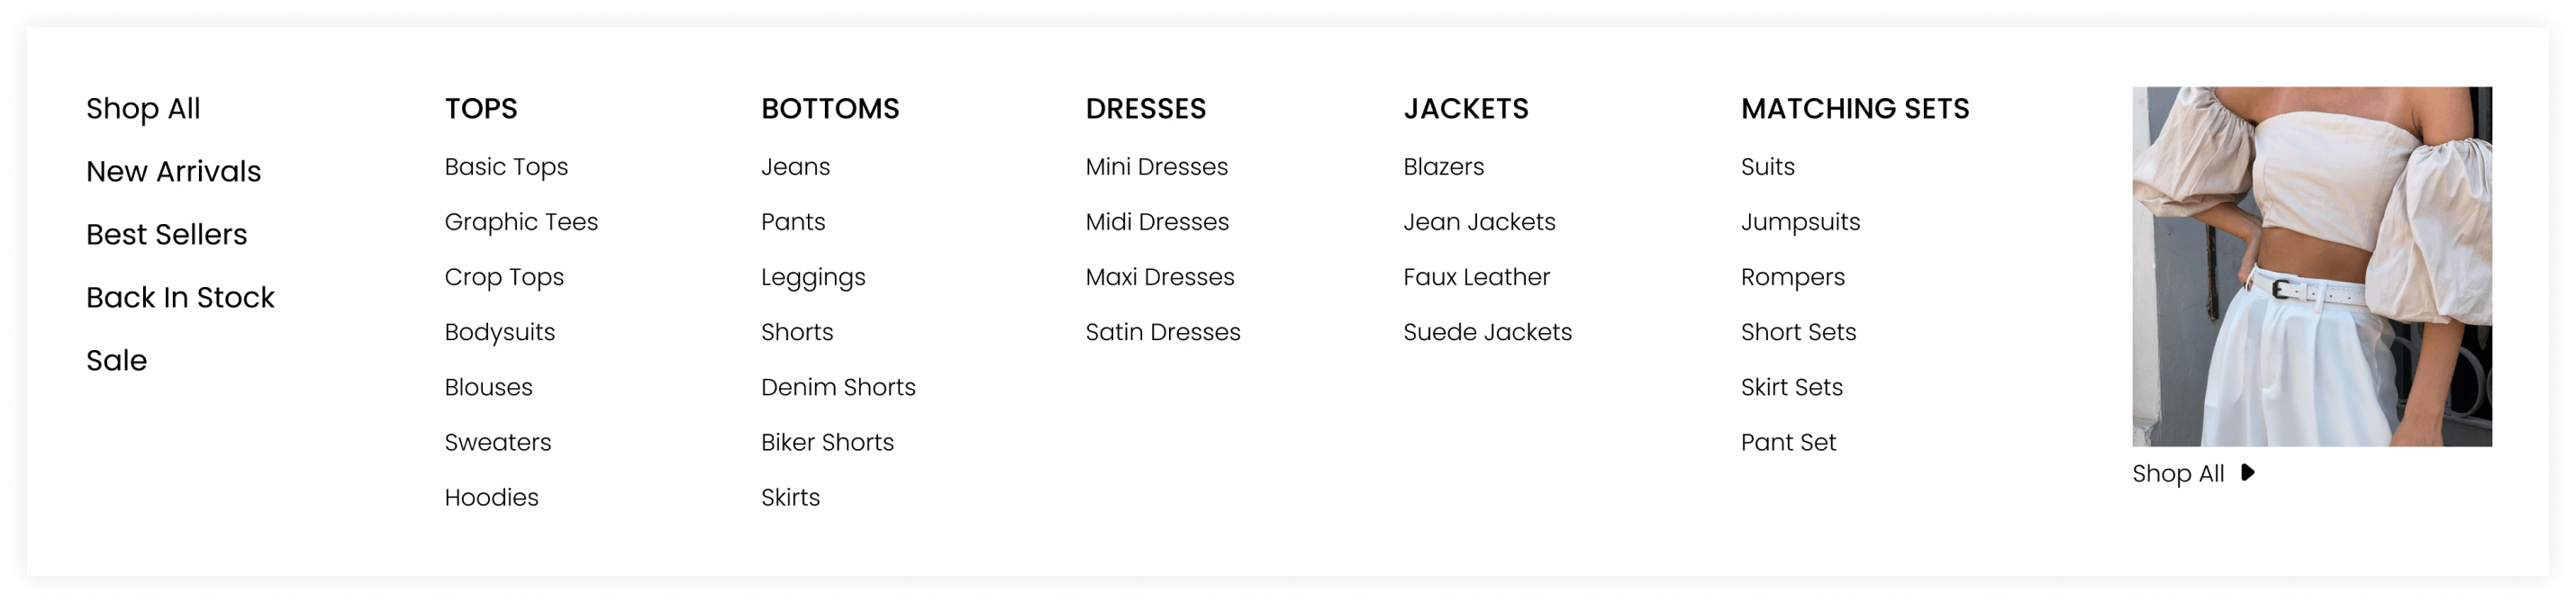 Shop All
New Arrivals
Best Sellers
Back In Stock
Sale
TOPS
Basic Tops
Graphic Tees
Crop Tops
Bodysuits
Blouses
Sweaters
Hoodies
BOTTOMS
Jeans
Pants
Leggings
Shorts
Denim Shorts
Biker Shorts
Skirts
DRESSES
Mini Dresses
Midi Dresses
Maxi Dresses
Satin Dresses
JACKETS
Blazers
Jean Jackets
Faux Leather
Suede Jackets
MATCHING SETS
Suits
Jumpsuits
Rompers
Short Sets
Skirt Sets
Pant Set
Shop All